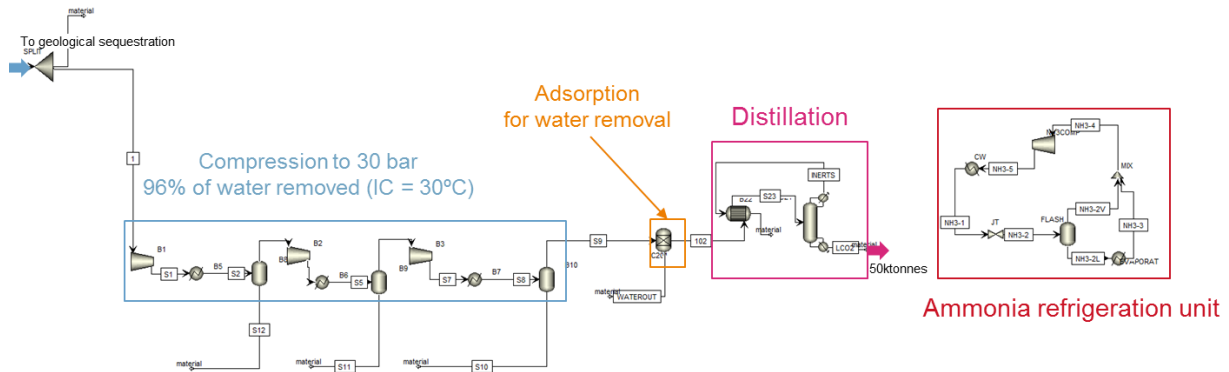 material
To geological sequestration
SPLIT
1
Compression to 30 bar
96% of water removed (IC = 30ºC)
Adsorption
for water removal
Distillation
B1
S1
B5
S2
B2
B8
B6
S5
B3
B9
S7
B7
S8
B10
S9
102
S12
S11
S10
material
material
material
material
WATEROUT
S23
INERTS
material
LCO2
material
50ktonnes
NH3-4
NH3-5
CW
MIX
NH3-1
JT
NH3-2
FLASH
NH3-2V
NH3-3
NH3-2L
Ammonia refrigeration unit